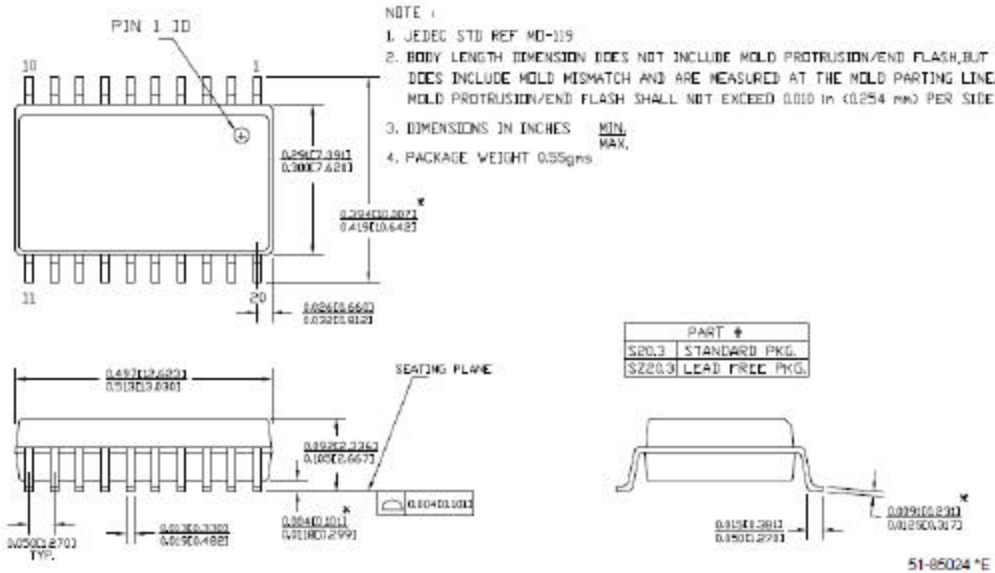 PIN 1 ID
NOTE :
1. JEDEC STD REF MO-119
2. BODY LENGTH DIMENSION DOES NOT INCLUDE MOLD PROTRUSION/END FLASH,BUT
DOES INCLUDE MOLD MISMATCH AND ARE MEASURED AT THE MOLD PARTING LINE.
MOLD PROTRUSION/END FLASH SHALL NOT EXCEED 0.010 in (0.254 mm) PER SIDE
3. DIMENSIONS IN INCHES MIN.
MAX.
4. PACKAGE WEIGHT 0.55gms
10
1
0.291[7.391]
0.300[7.620]
*
0.394[10.007]
0.419[10.642]
11
20
0.026[0.660]
0.032[0.812]
PART #
S20.3 STANDARD PKG.
SZ20.3 LEAD FREE PKG.
0.497[12.623]
0.513[13.030]
SEATING PLANE
0.092[2.336]
0.105[2.667]
0.004[0.101]
*
0.004[0.101]
0.0118[0.299]
0.050[1.270]
TYP.
0.013[0.330]
0.019[0.482]
0.015[0.381]
0.050[1.270]
*
0.0091[0.231]
0.0125[0.317]
51-85024 *E